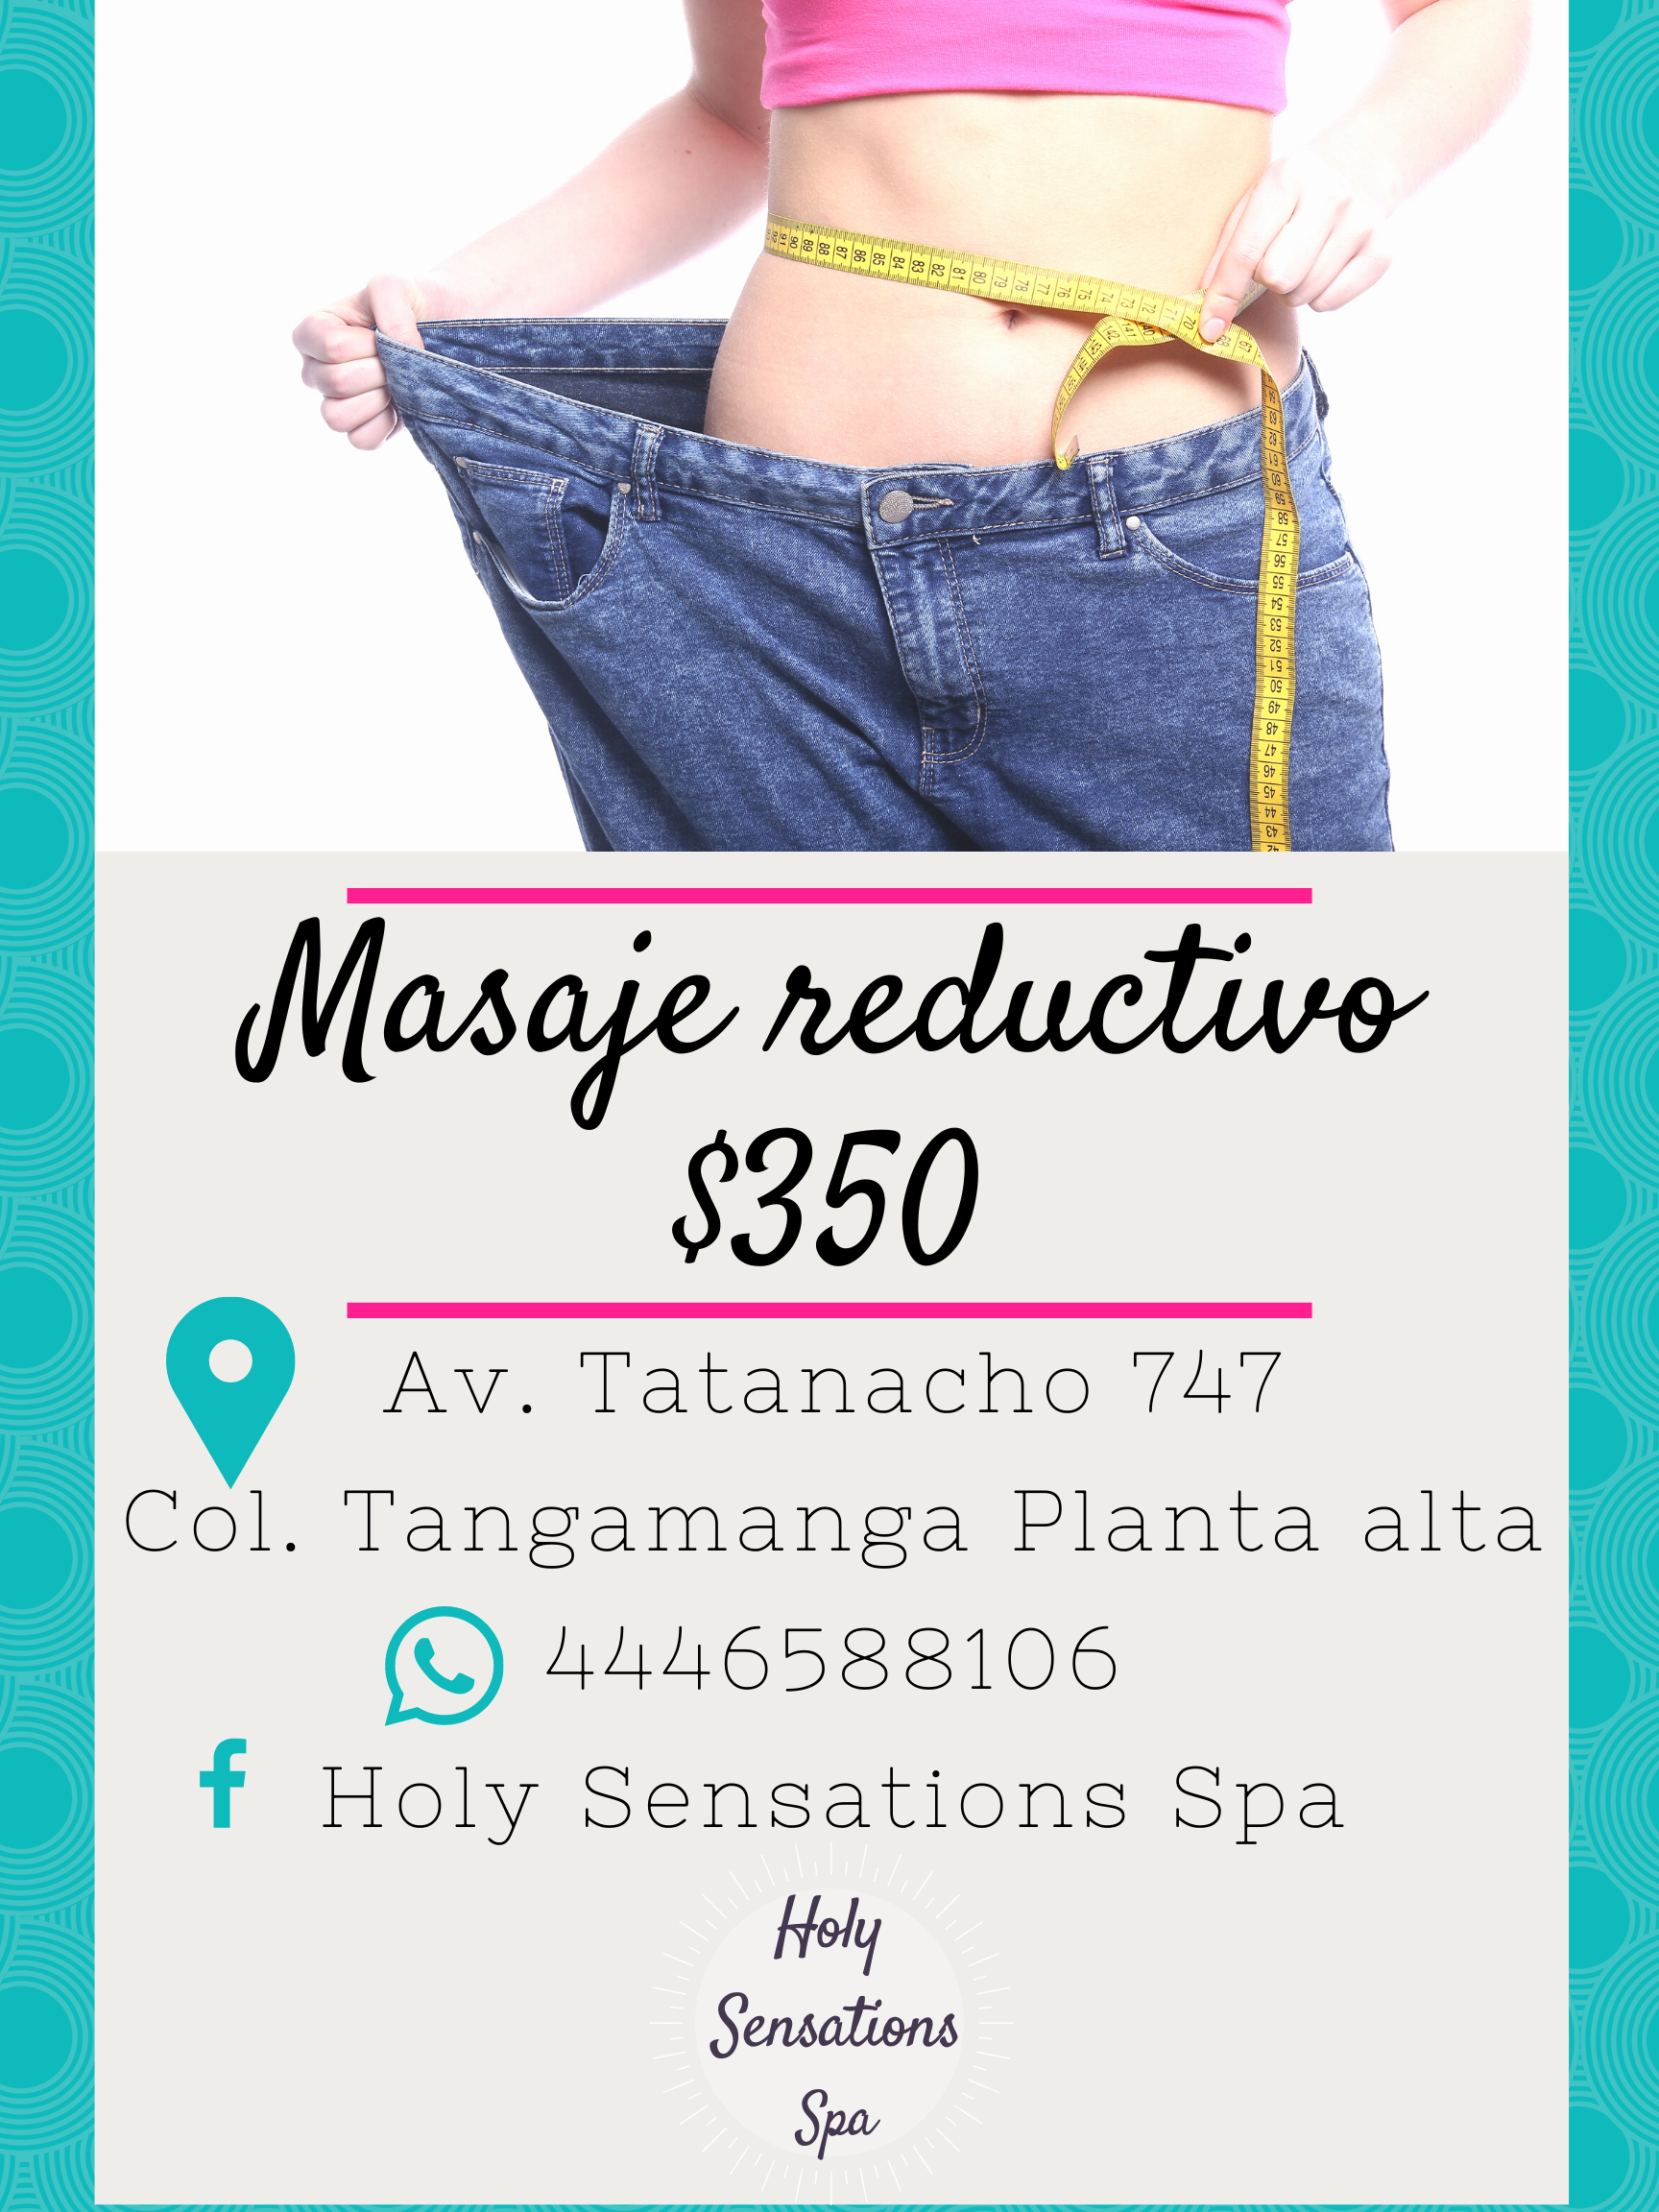 Masaje reductivo
$350
Av. Tatanacho 747
Col. Tangamanga Planta alta
4446588106
Holy Sensations Spa
Holy
Sensations
Spa